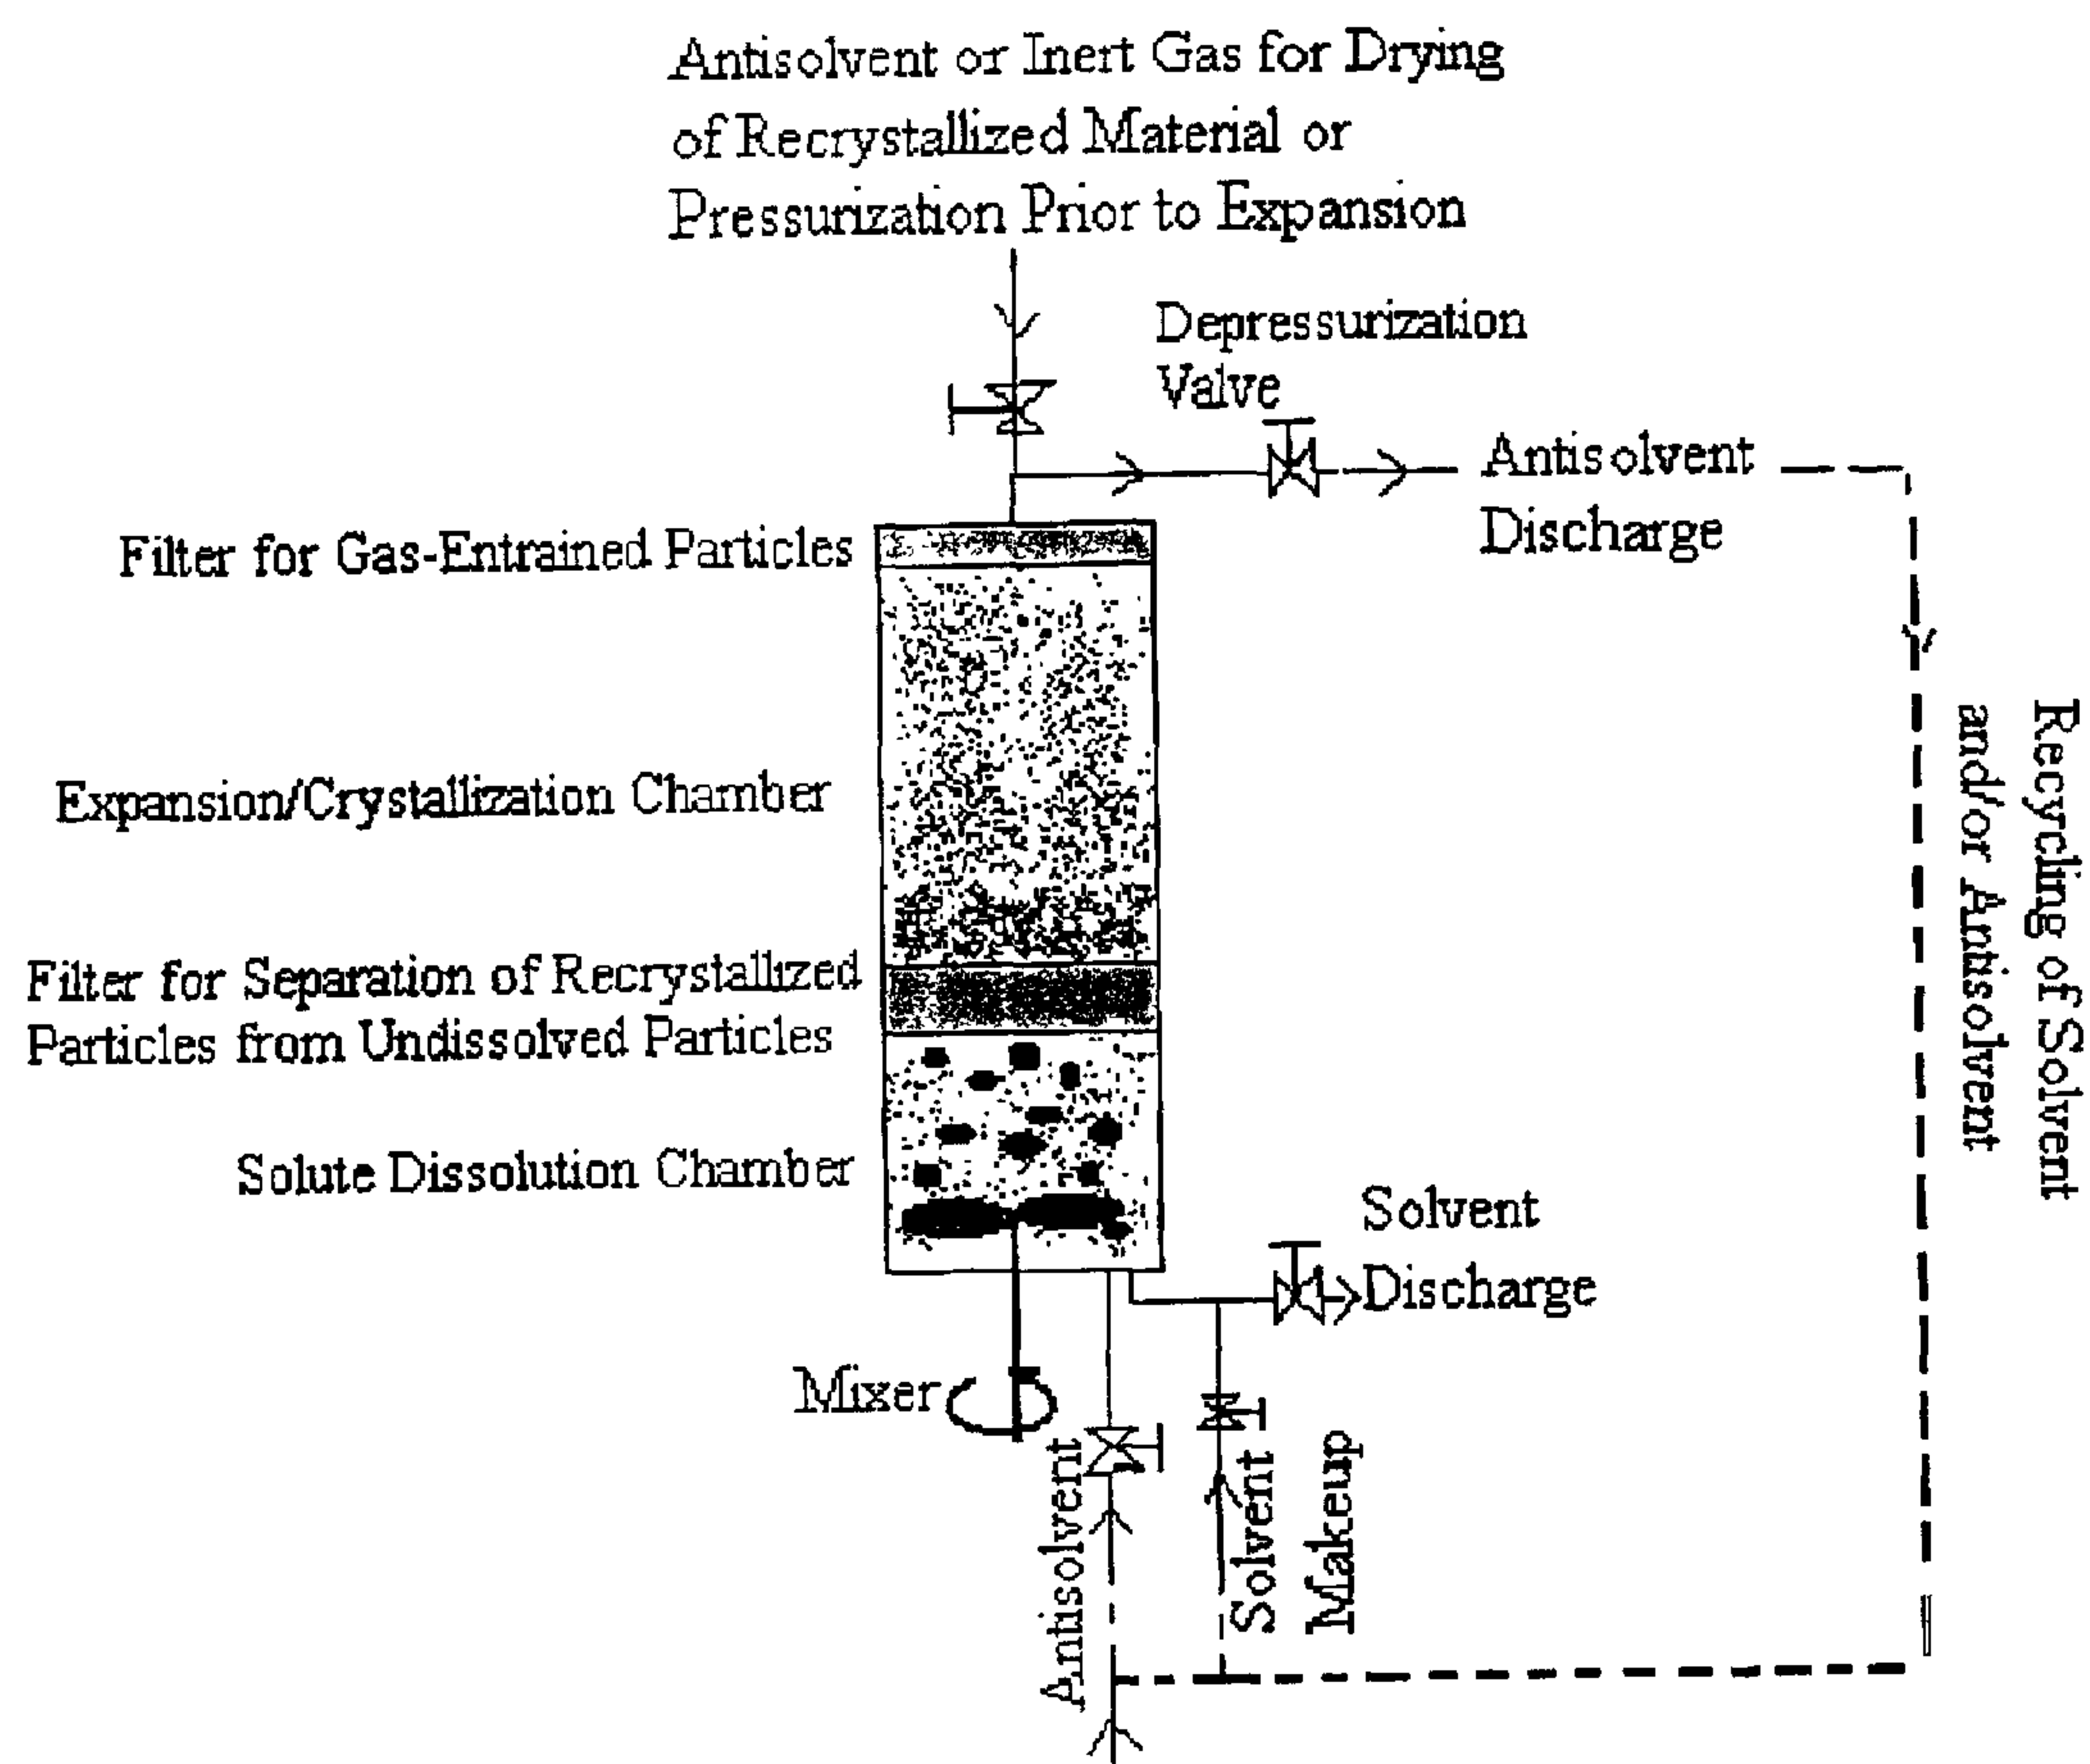 Antisolvent or Inert Gas for Drying
of Recrystallized Material or
Pressurization Prior to Expansion
Depressurization
Valve
Antisolvent
Discharge
Filter for Gas-Entrained Particles
Expansion/Crystallization Chamber
Filter for Separation of Recrystallized
Particles from Undissolved Particles
Solute Dissolution Chamber
Recycling of Solvent
and/or Antisolvent
Solvent
Discharge
Mixer
Antisolvent
Solvent
Makeup